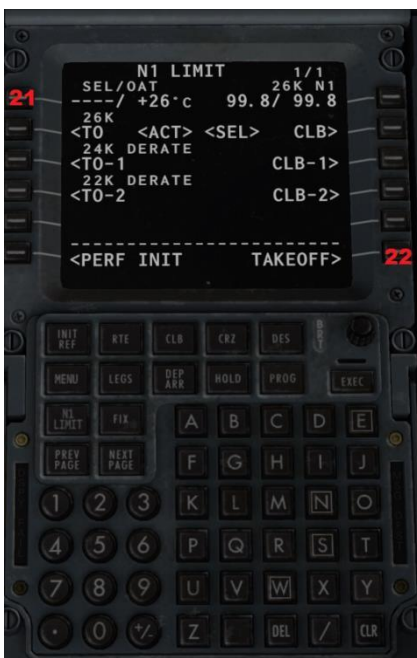 N1 LIMIT 1/1
SEL/OAT 26K N1
21 ----/ +26°C 99.8/ 99.8
26K
<TO <ACT> <SEL> CLB>
24K DERATE
<TO-1 CLB-1>
22K DERATE
<TO-2 CLB-2>
--------------------------
<PERF INIT TAKEOFF> 22
INIT REF RTE CLB CRZ DES BRT
MENU LEGS DEP ARR HOLD PROG EXEC
N1 LIMIT FIX A B C D E
PREV PAGE NEXT PAGE F G H I J
1 2 3 K L M N O
4 5 6 P Q R S T
7 8 9 U V W X Y
. 0 +/- Z DEL / CLR